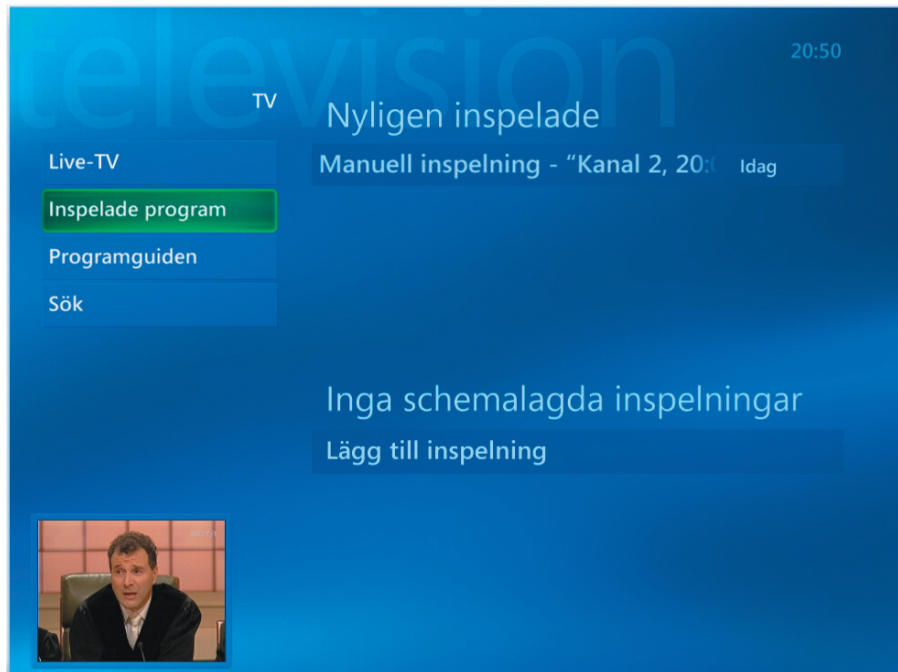 television
20:50
TV
Nyligen inspelade
Live-TV
Manuell inspelning - "Kanal 2, 20: Idag
Inspelade program
Programguiden
Sök
Inga schemalagda inspelningar
Lägg till inspelning